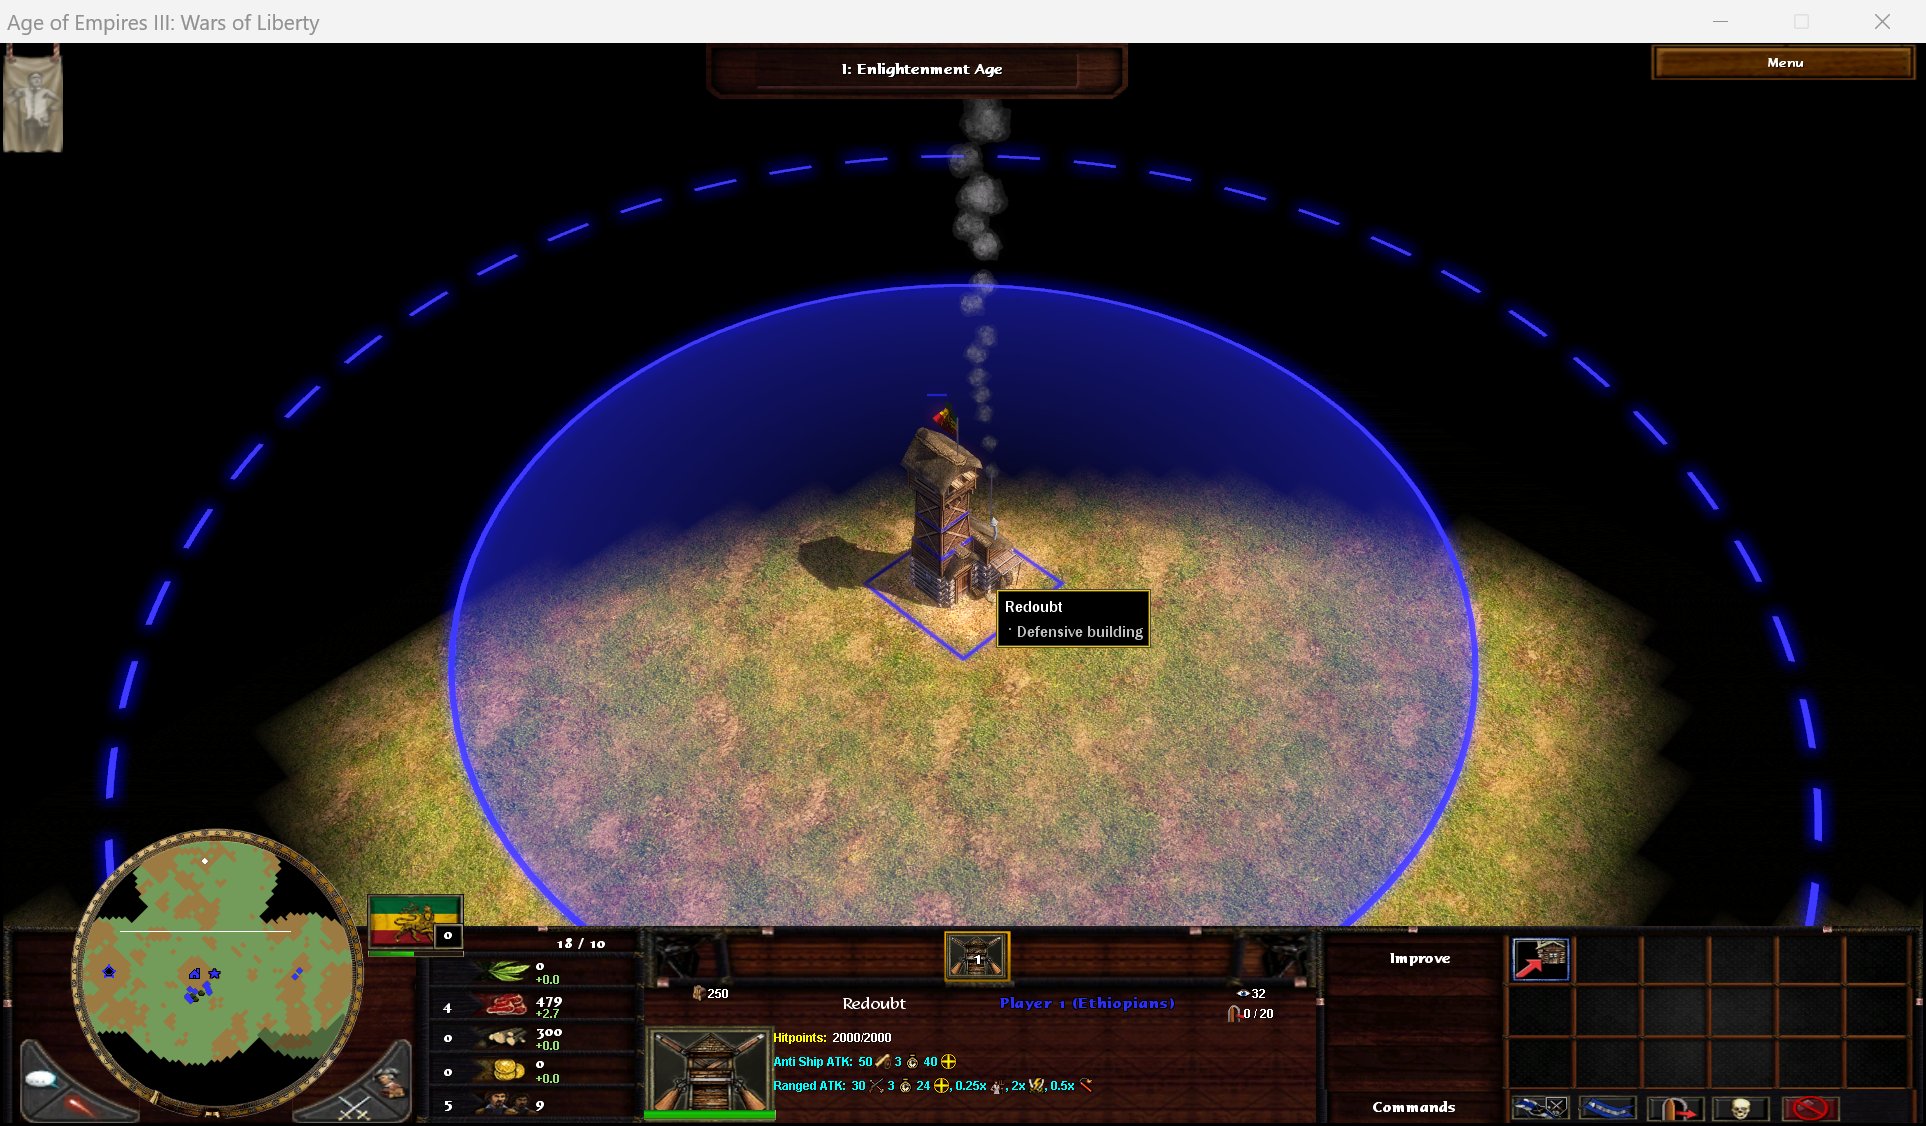 Age of Empires III: Wars of Liberty
I: Enlightenment Age
Menu
Redoubt
· Defensive building
0
18 / 10
0
+0.0
4
479
+2.7
0
300
+0.0
0
0
+0.0
5
9
1
250
Redoubt
Player 1 (Ethiopians)
32
0 / 20
Hitpoints: 2000/2000
Anti Ship ATK: 50 3 40
Ranged ATK: 30 3 24 , 0.25x , 2x , 0.5x
Improve
Commands